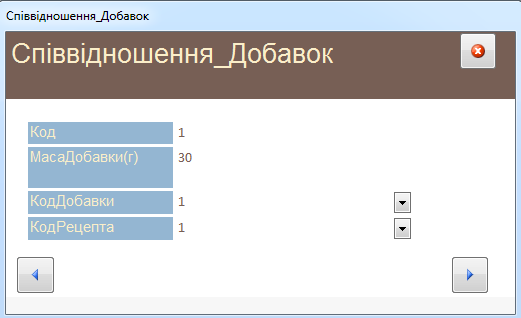 Співвідношення_Добавок
Співвідношення_Добавок
Код 1
МасаДобавки(г) 30
КодДобавки 1
КодРецепта 1